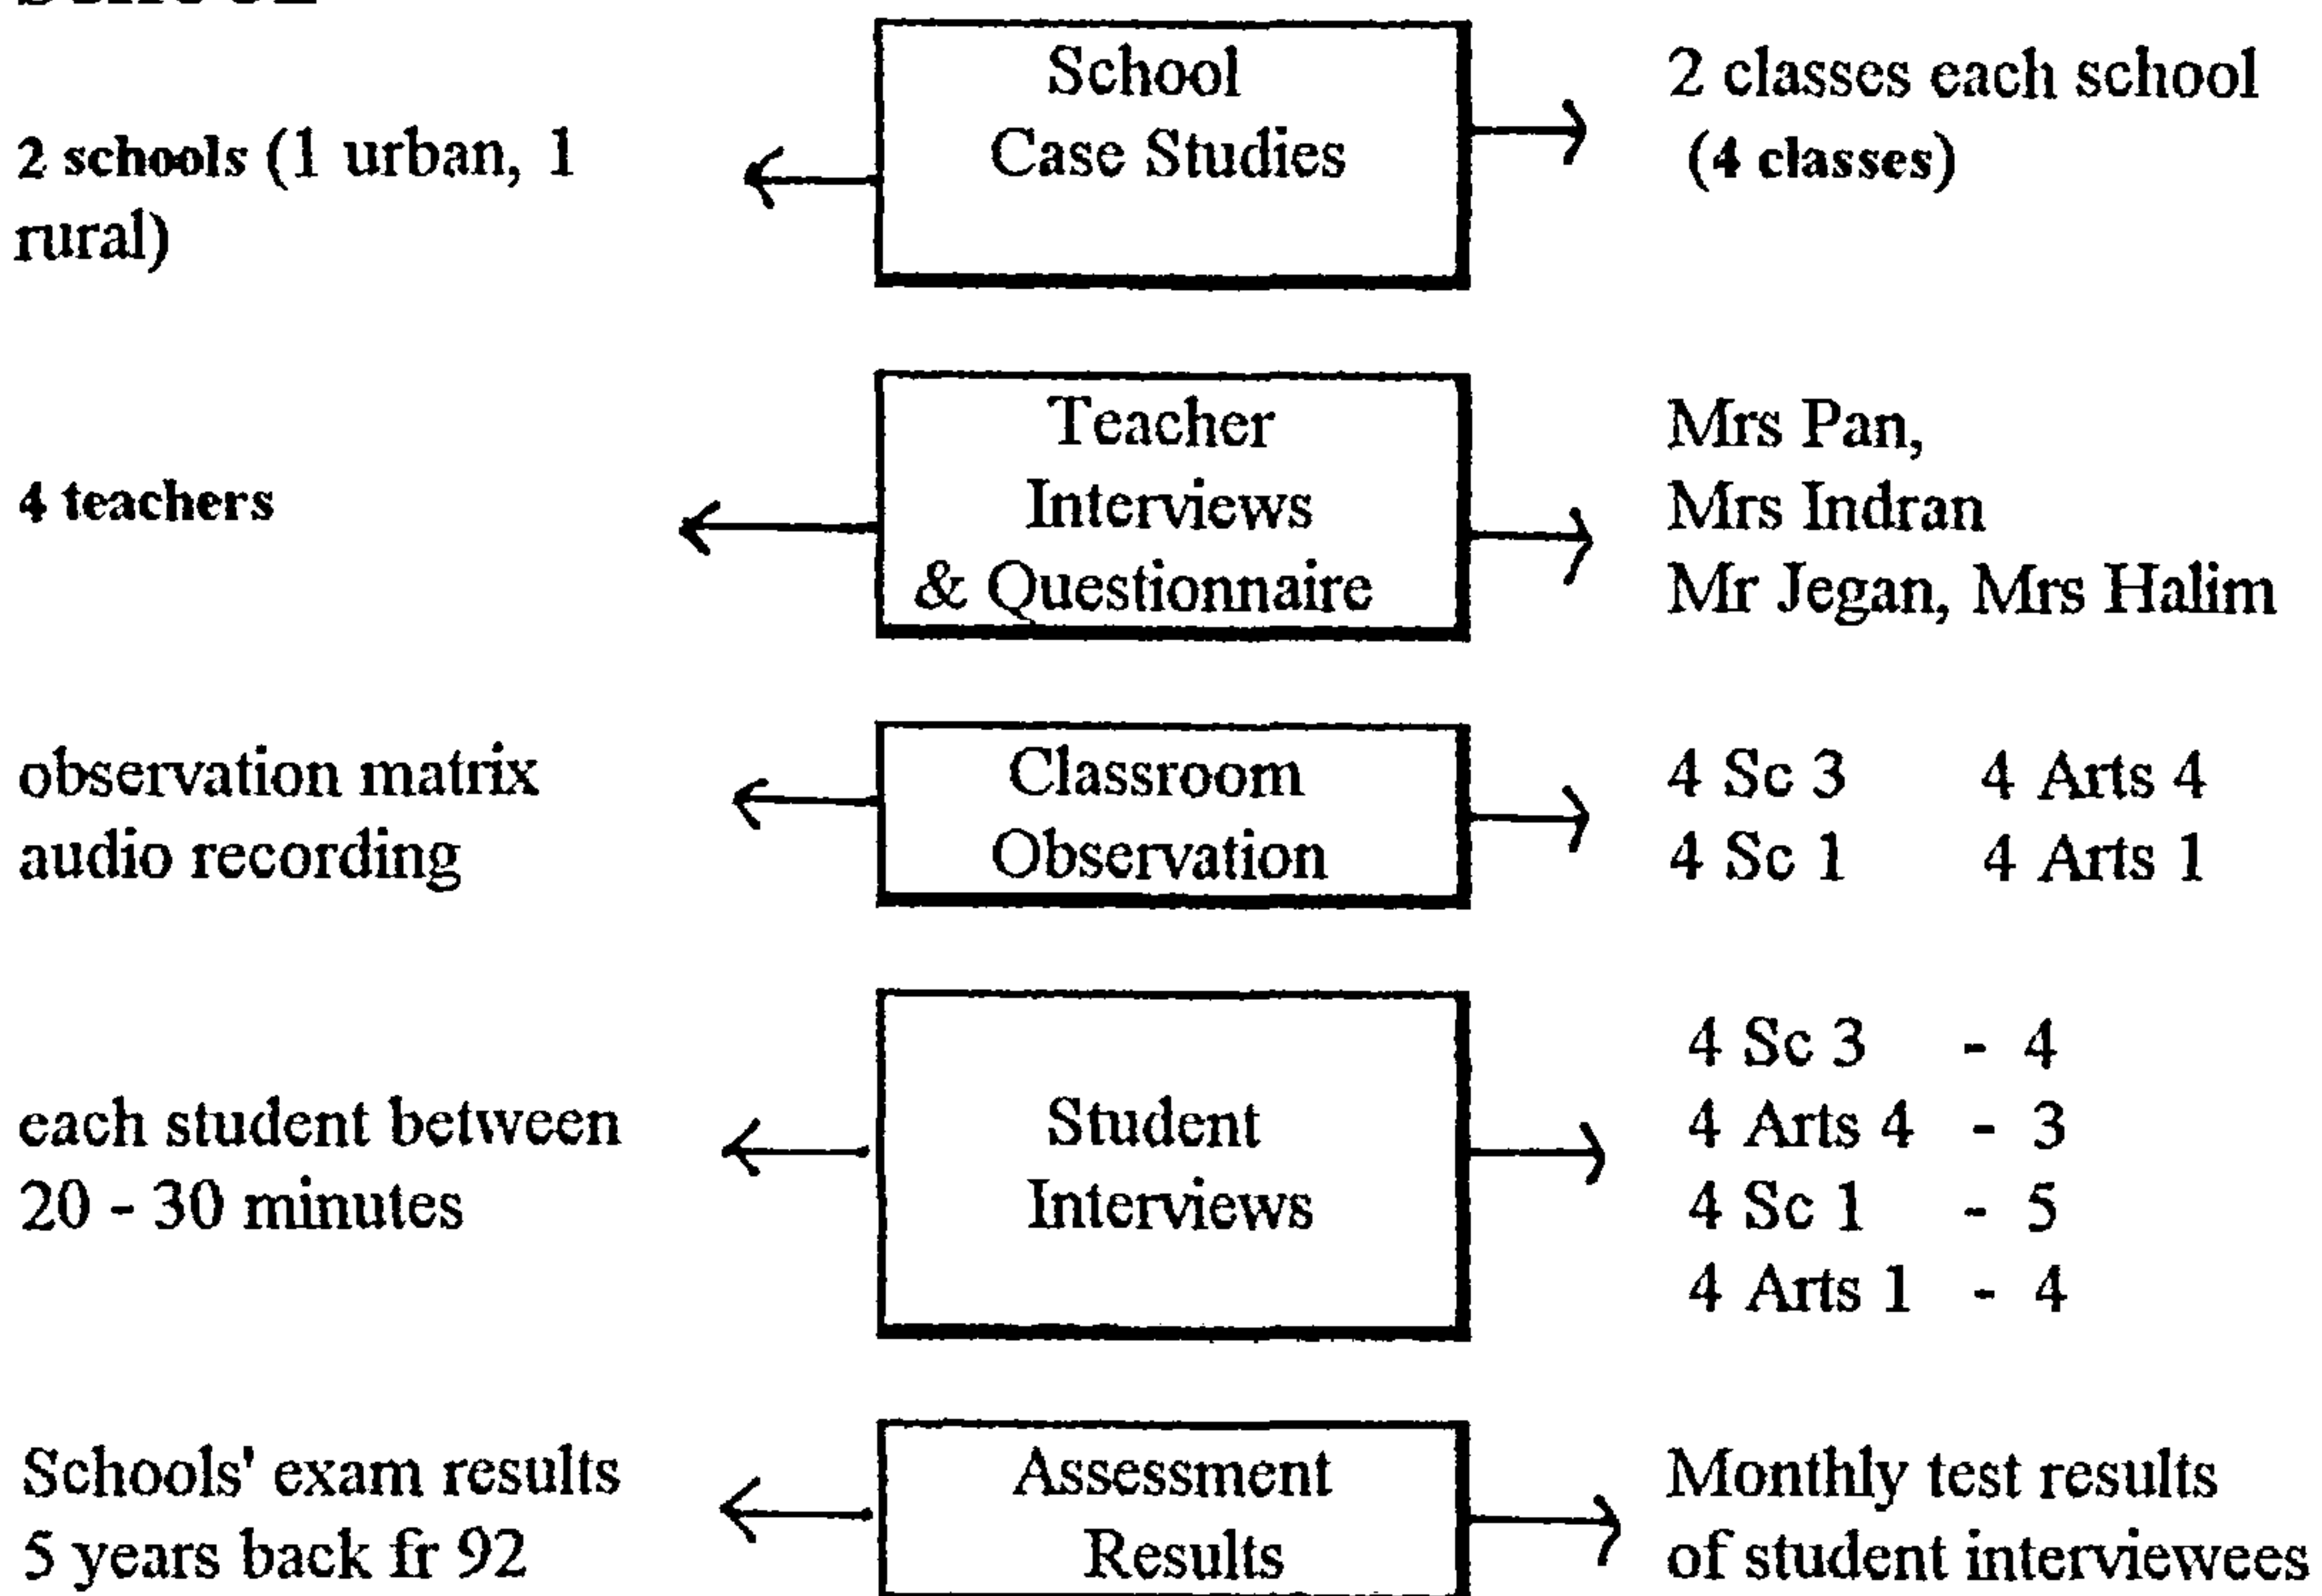 School
Case Studies
2 schools (1 urban, 1
rural)
2 classes each school
(4 classes)
Teacher
Interviews
& Questionnaire
4 teachers
Mrs Pan,
Mrs Indran
Mr Jegan, Mrs Halim
Classroom
Observation
observation matrix
audio recording
4 Sc 3 4 Arts 4
4 Sc 1 4 Arts 1
Student
Interviews
each student between
20 - 30 minutes
4 Sc 3 - 4
4 Arts 4 - 3
4 Sc 1 - 5
4 Arts 1 - 4
Assessment
Results
Schools' exam results
5 years back fr 92
Monthly test results
of student interviewees